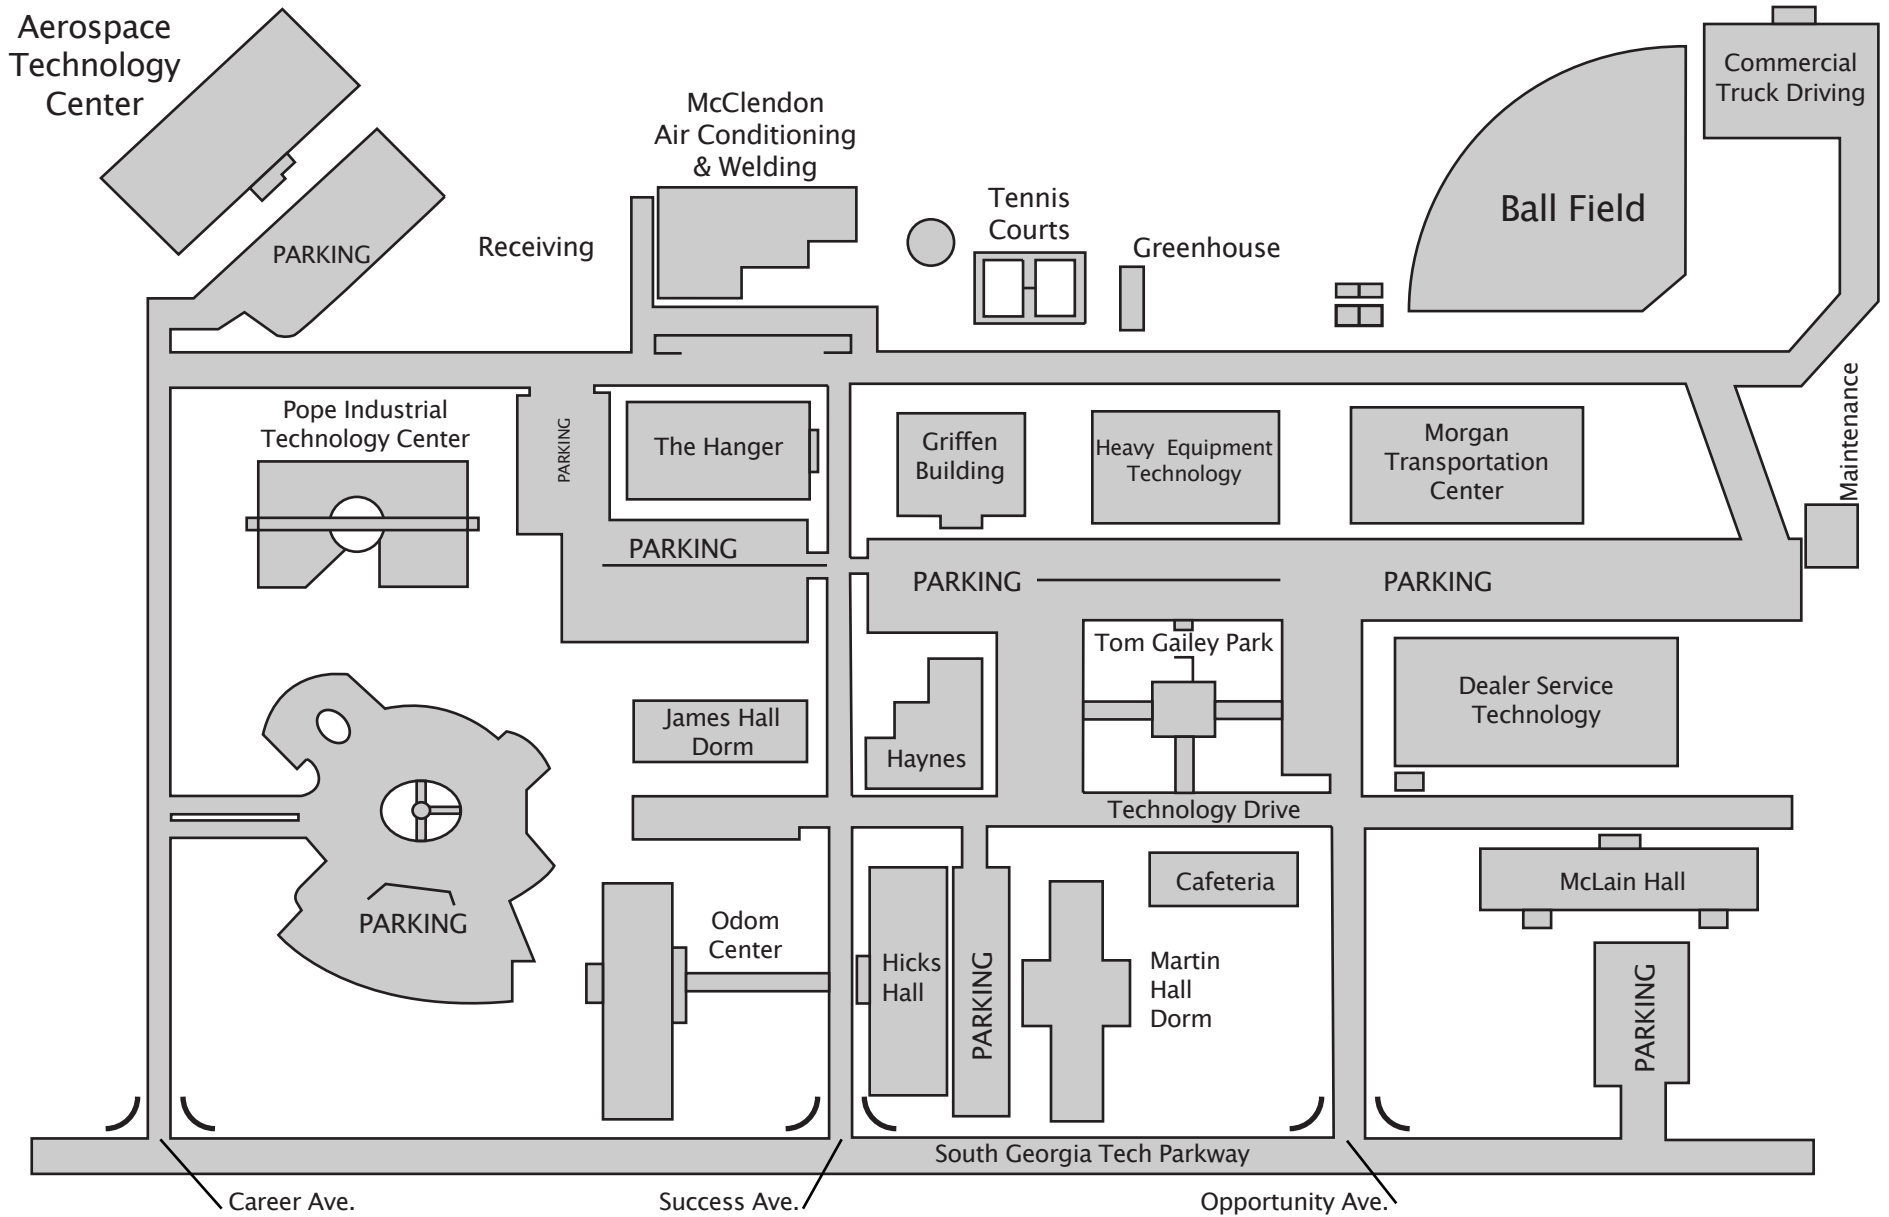 Aerospace
Technology
Center
Commercial
Truck Driving
McClendon
Air Conditioning
& Welding
Ball Field
Tennis
Courts
PARKING
Receiving
Greenhouse
Maintenance
Pope Industrial
Technology Center
PARKING
The Hanger
Griffen
Building
Heavy Equipment
Technology
Morgan
Transportation
Center
PARKING
PARKING
PARKING
Tom Gailey Park
Dealer Service
Technology
James Hall
Dorm
Haynes
Technology Drive
Cafeteria
McLain Hall
PARKING
Odom
Center
Hicks
Hall
PARKING
Martin
Hall
Dorm
PARKING
South Georgia Tech Parkway
Career Ave.
Success Ave.
Opportunity Ave.